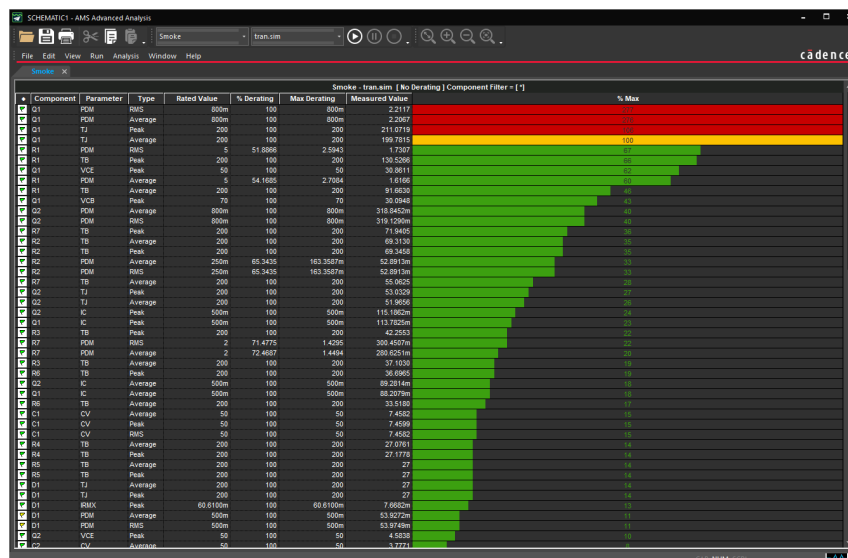 SCHEMATIC1 - AMS Advanced Analysis
Smoke tran.sim
File Edit View Run Analysis Window Help
cādence
Smoke
Smoke - tran.sim [ No Derating ] Component Filter = [ *]
Component Parameter Type Rated Value % Derating Max Derating Measured Value % Max
Q1 PDM RMS 800m 100 800m 2.2117
Q1 PDM Average 800m 100 800m 2.2067
Q1 TJ Peak 200 100 200 211.0719
Q1 TJ Average 200 100 200 199.7815 100
R1 PDM RMS 5 51.8866 2.5943 1.7307 67
R1 TB Peak 200 100 200 130.5266 66
Q1 VCE Peak 50 100 50 30.8611 62
R1 PDM Average 5 54.1685 2.7084 1.6166 60
R1 TB Average 200 100 200 91.6630 46
Q1 VCB Peak 70 100 70 30.0948 43
Q2 PDM Average 800m 100 800m 318.8452m 40
Q2 PDM RMS 800m 100 800m 319.1290m 40
R7 TB Peak 200 100 200 71.9405 36
R2 TB Average 200 100 200 69.3130 35
R2 TB Peak 200 100 200 69.3458 35
R2 PDM Average 250m 65.3435 163.3587m 52.8913m 33
R2 PDM RMS 250m 65.3435 163.3587m 52.8913m 33
R7 TB Average 200 100 200 55.0625 28
Q2 TJ Peak 200 100 200 53.0329 27
Q2 TJ Average 200 100 200 51.9656 26
Q2 IC Peak 500m 100 500m 115.1862m 24
Q1 IC Peak 500m 100 500m 113.7825m 23
R3 TB Peak 200 100 200 42.2553 22
R7 PDM RMS 2 71.4775 1.4295 300.4507m 22
R7 PDM Average 2 72.4687 1.4494 280.6251m 20
R3 TB Average 200 100 200 37.1030 19
R6 TB Peak 200 100 200 36.6965 19
Q2 IC Average 500m 100 500m 89.2814m 18
Q1 IC Average 500m 100 500m 88.2079m 18
R6 TB Average 200 100 200 33.5180 17
C1 CV Average 50 100 50 7.4582 15
C1 CV Peak 50 100 50 7.4599 15
C1 CV RMS 50 100 50 7.4582 15
R4 TB Average 200 100 200 27.0761 14
R4 TB Peak 200 100 200 27.1778 14
R5 TB Average 200 100 200 27 14
R5 TB Peak 200 100 200 27 14
D1 TJ Average 200 100 200 27 14
D1 TJ Peak 200 100 200 27 14
D1 IRMX Peak 60.6100m 100 60.6100m 7.6682m 13
D1 PDM Average 500m 100 500m 53.9272m 11
D1 PDM RMS 500m 100 500m 53.9749m 11
Q2 VCE Peak 50 100 50 4.5838 10
C2 CV Average 50 100 50 3.7771